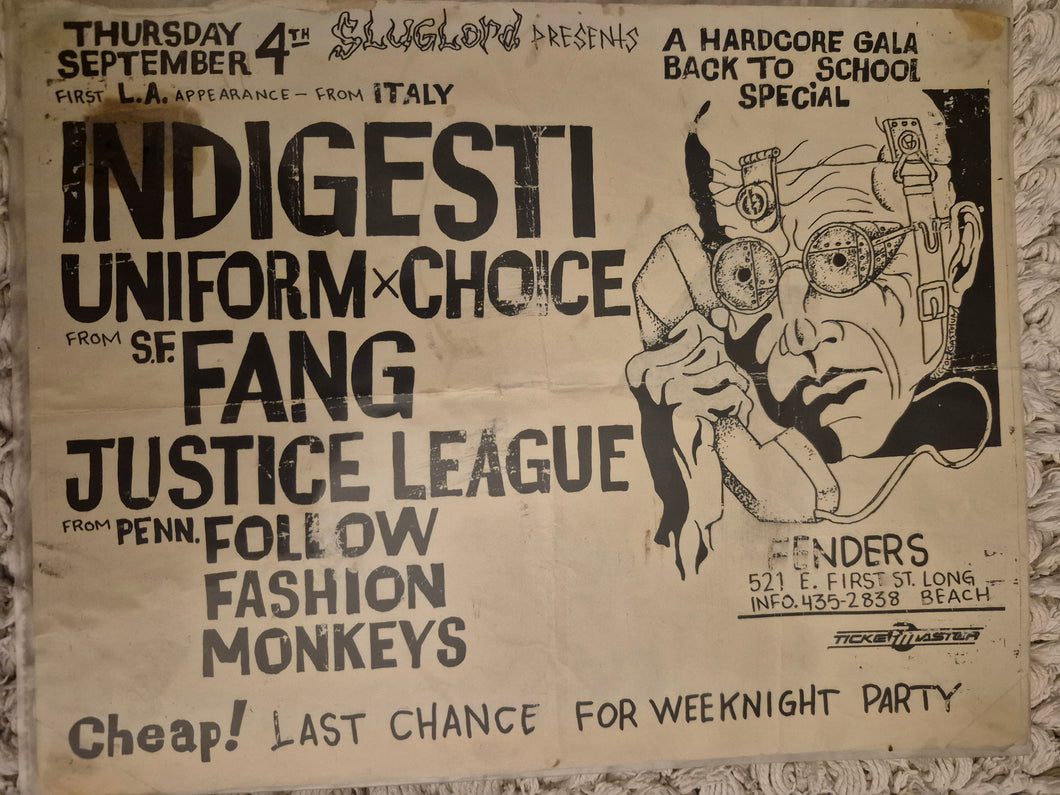 THURSDAY
SEPTEMBER 4TH
SLUGLORD PRESENTS
A HARDCORE GALA
BACK TO SCHOOL
SPECIAL
FIRST L.A. APPEARANCE – FROM ITALY
INDIGESTI
UNIFORM × CHOICE
FROM S.F. FANG
JUSTICE LEAGUE
FROM PENN. FOLLOW
FASHION
MONKEYS
FENDERS
521 E. FIRST ST. LONG
INFO. 435-2838 BEACH
TICKETMASTER
Cheap! LAST CHANCE FOR WEEKNIGHT PARTY